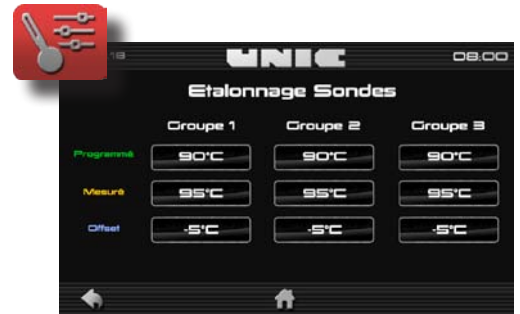 18 UNIC 08:00
Etalonnage Sondes
Groupe 1 Groupe 2 Groupe 3
Programmé 90°C 90°C 90°C
Mesuré 95°C 95°C 95°C
Offset -5°C -5°C -5°C